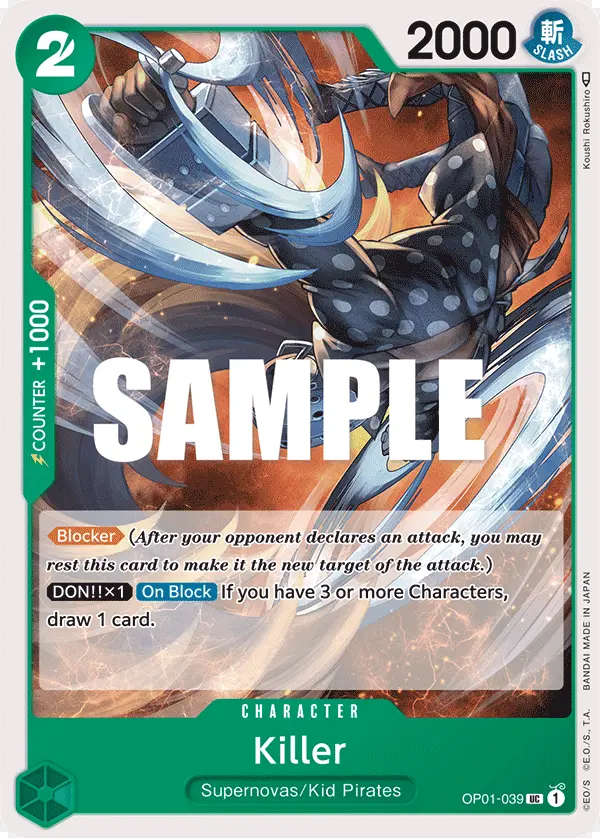 2
2000
斬
SLASH
Koushi Rokushiro
COUNTER +1000
SAMPLE
Blocker (After your opponent declares an attack, you may
rest this card to make it the new target of the attack.)
DON!!×1 On Block If you have 3 or more Characters,
draw 1 card.
CHARACTER
Killer
Supernovas/Kid Pirates
OP01-039 UC 1
©E.O/S ©E.O./S., T.A. BANDAI MADE IN JAPAN